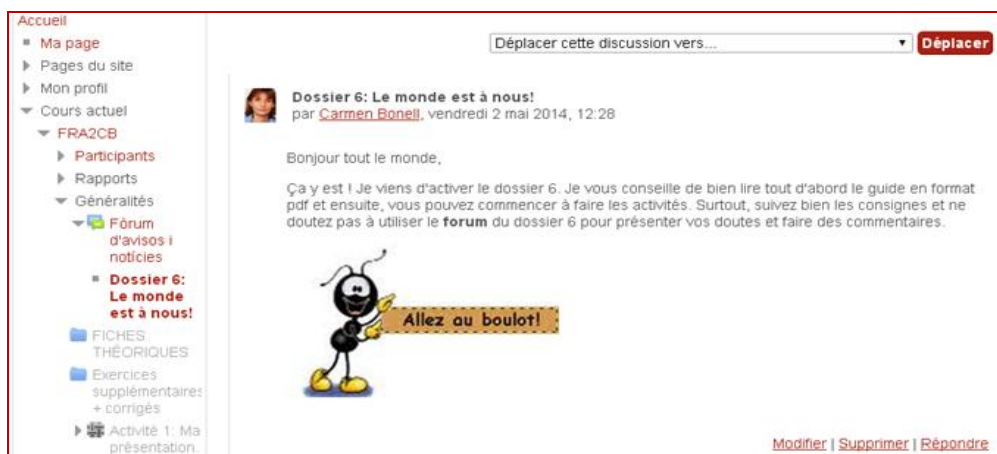 Accueil
Ma page
Pages du site
Mon profil
Cours actuel
FRA2CB
Participants
Rapports
Généralités
Fòrum
d'avisos i
notícies
Dossier 6:
Le monde
est à nous!
FICHES
THÉORIQUES
Exercices
supplémentaires
+ corrigés
Activité 1: Ma
présentation.
Déplacer cette discussion vers...
Déplacer
Dossier 6: Le monde est à nous!
par Carmen Bonell, vendredi 2 mai 2014, 12:28
Bonjour tout le monde,
Ça y est ! Je viens d'activer le dossier 6. Je vous conseille de bien lire tout d'abord le guide en format
pdf et ensuite, vous pouvez commencer à faire les activités. Surtout, suivez bien les consignes et ne
doutez pas à utiliser le forum du dossier 6 pour présenter vos doutes et faire des commentaires.
Allez au boulot!
Modifier | Supprimer | Répondre